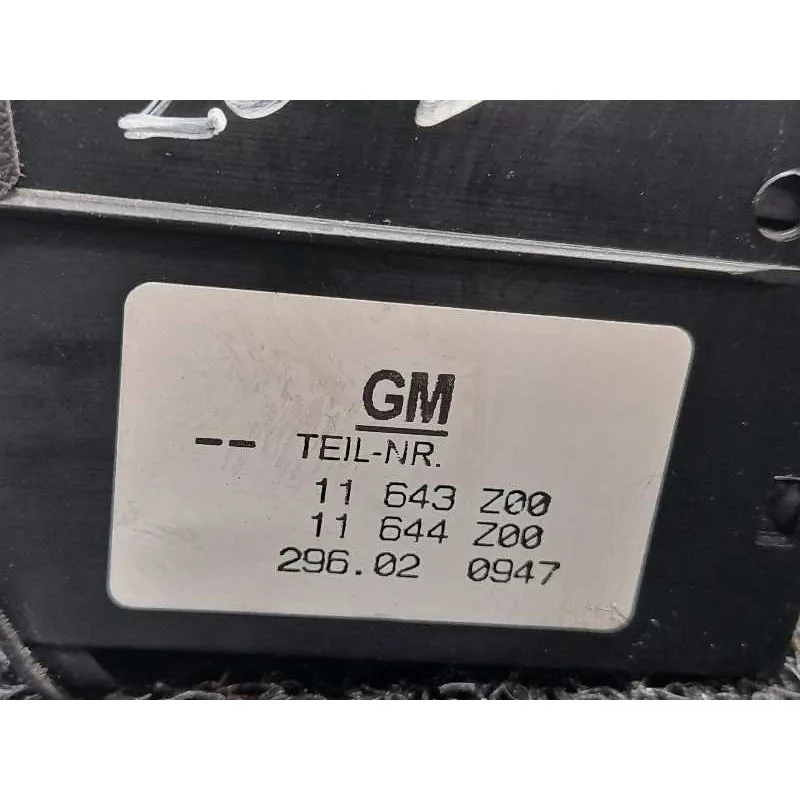 GM
-- TEIL-NR.
11 643 Z00
11 644 Z00
296.02 0947